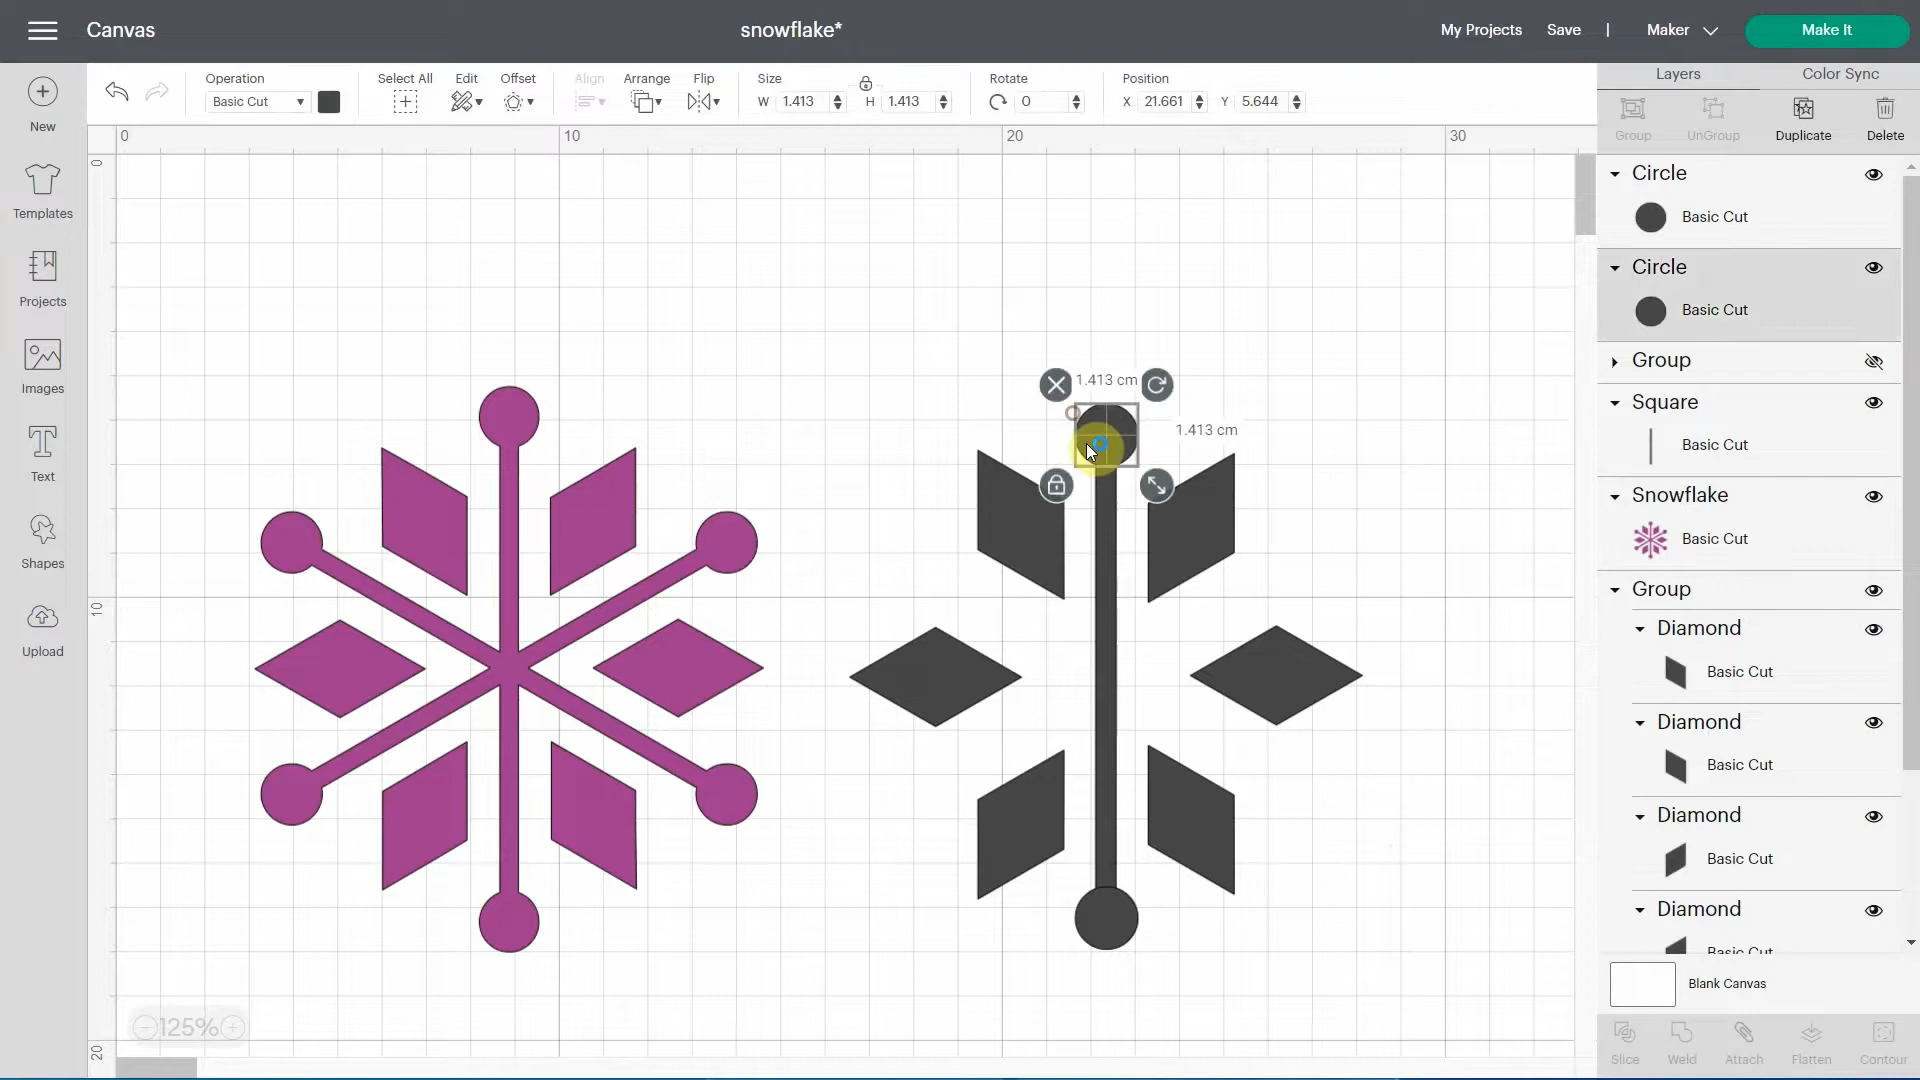 Canvas
snowflake*
My Projects
Save
|
Maker
Make It
Operation
Basic Cut
Select All
Edit
Offset
Align
Arrange
Flip
Size
W 1.413
H 1.413
Rotate
0
Position
X 21.661
Y 5.644
Layers
Color Sync
Group
UnGroup
Duplicate
Delete
New
Templates
Projects
Images
Text
Shapes
Upload
0
10
20
30
0
10
20
1.413 cm
1.413 cm
125%
Circle
Basic Cut
Circle
Basic Cut
Group
Square
Basic Cut
Snowflake
Basic Cut
Group
Diamond
Basic Cut
Diamond
Basic Cut
Diamond
Basic Cut
Diamond
Basic Cut
Blank Canvas
Slice
Weld
Attach
Flatten
Contour